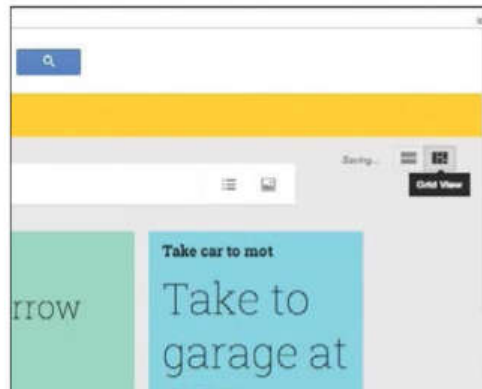 Saving...
Grid View
Take car to mot
rrow
Take to
garage at